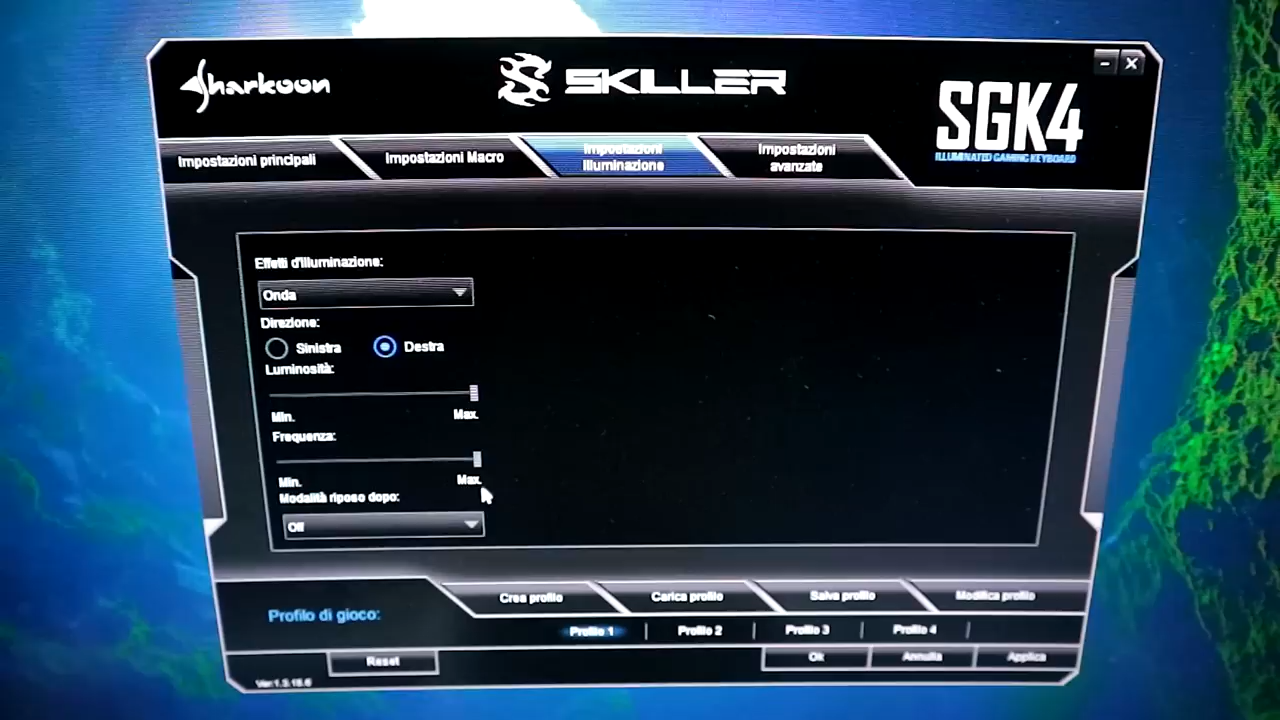 Sharkoon
SKILLER
SGK4
ILLUMINATED GAMING KEYBOARD
Impostazioni principali
Impostazioni Macro
Impostazioni
Illuminazione
Impostazioni
avanzate
Effetti d'Illuminazione:
Onda
Direzione:
Sinistra
Destra
Luminosità:
Min.
Max.
Frequenza:
Min.
Max.
Modalità riposo dopo:
Off
Profilo di gioco:
Crea profilo
Carica profilo
Salva profilo
Modifica profilo
Profilo 1
Profilo 2
Profilo 3
Profilo 4
Reset
Ok
Annulla
Applica